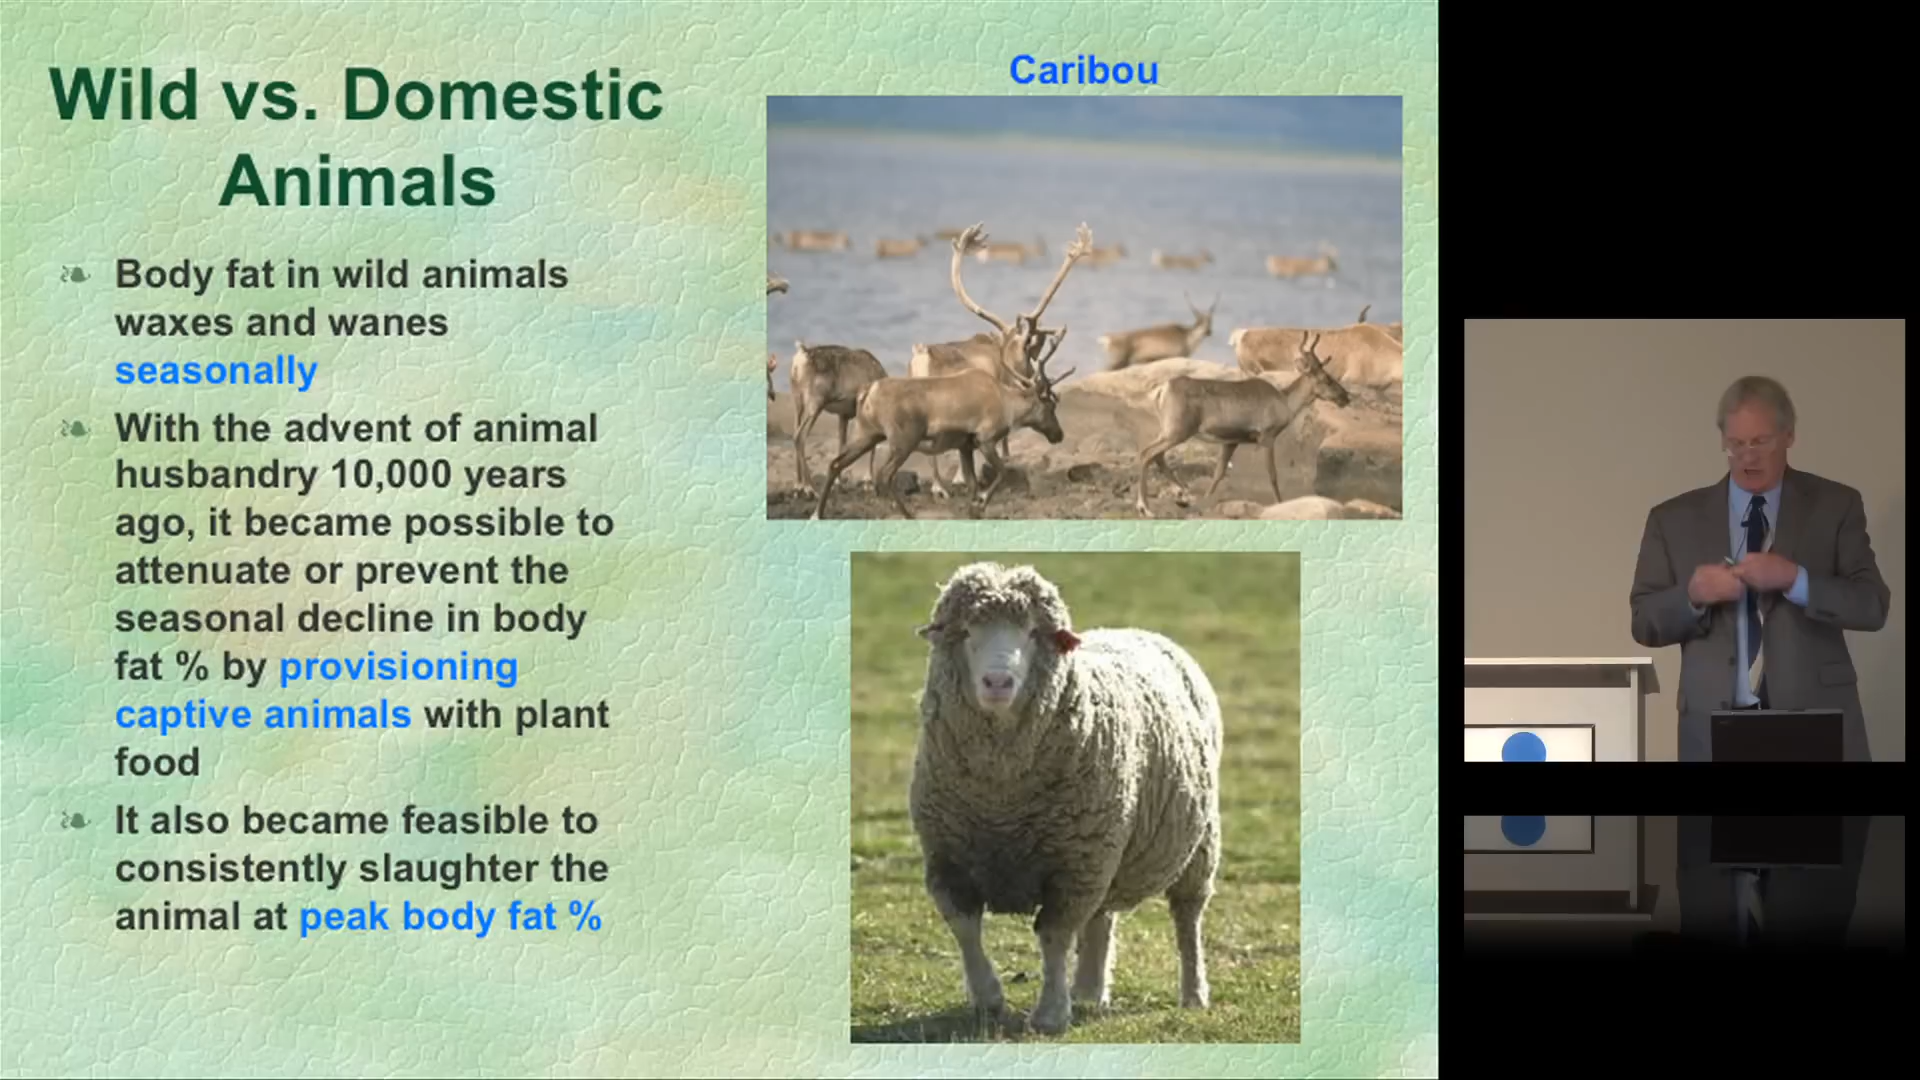 Wild vs. Domestic
Animals
Caribou
Body fat in wild animals
waxes and wanes
seasonally
With the advent of animal
husbandry 10,000 years
ago, it became possible to
attenuate or prevent the
seasonal decline in body
fat % by provisioning
captive animals with plant
food
It also became feasible to
consistently slaughter the
animal at peak body fat %